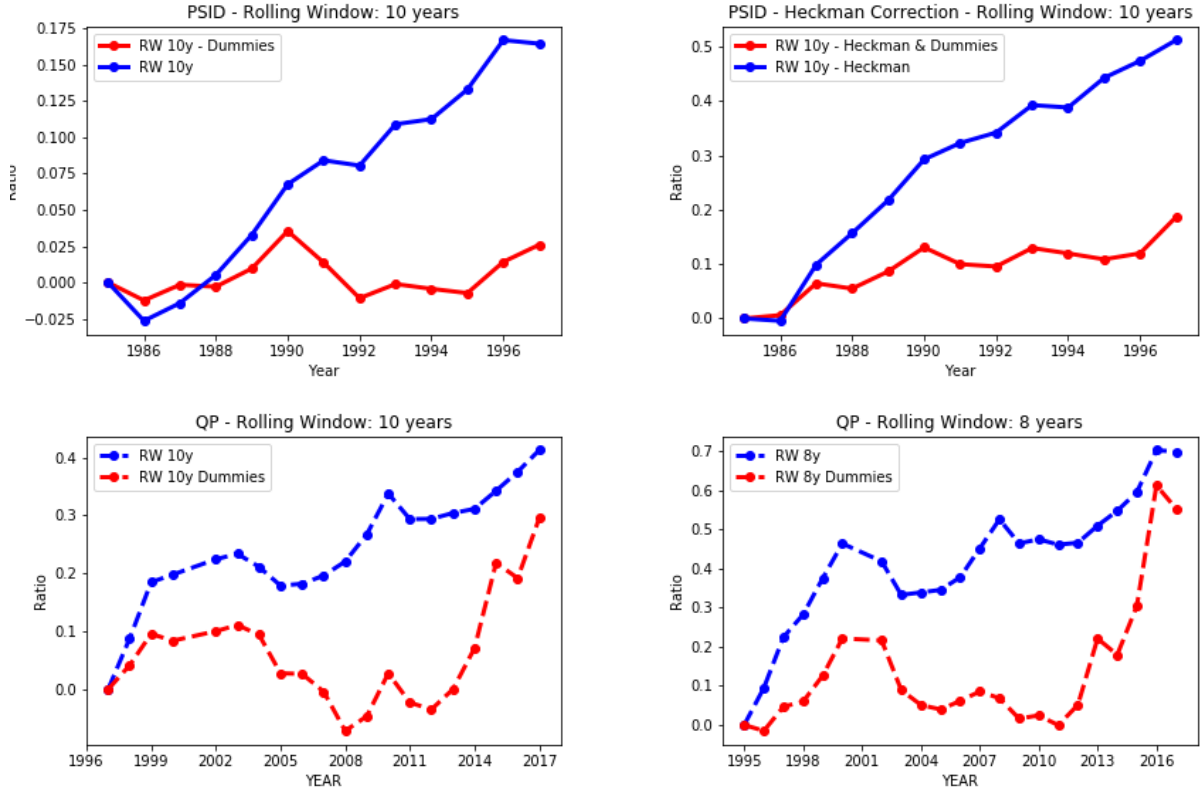 PSID - Rolling Window: 10 years
RW 10y - Dummies
RW 10y
0.175
0.150
0.125
0.100
0.075
0.050
0.025
0.000
−0.025
Ratio
1986 1988 1990 1992 1994 1996
Year
PSID - Heckman Correction - Rolling Window: 10 years
RW 10y - Heckman & Dummies
RW 10y - Heckman
0.5
0.4
0.3
0.2
0.1
0.0
Ratio
1986 1988 1990 1992 1994 1996
Year
QP - Rolling Window: 10 years
RW 10y
RW 10y Dummies
0.4
0.3
0.2
0.1
0.0
Ratio
1996 1999 2002 2005 2008 2011 2014 2017
YEAR
QP - Rolling Window: 8 years
RW 8y
RW 8y Dummies
0.7
0.6
0.5
0.4
0.3
0.2
0.1
0.0
Ratio
1995 1998 2001 2004 2007 2010 2013 2016
YEAR